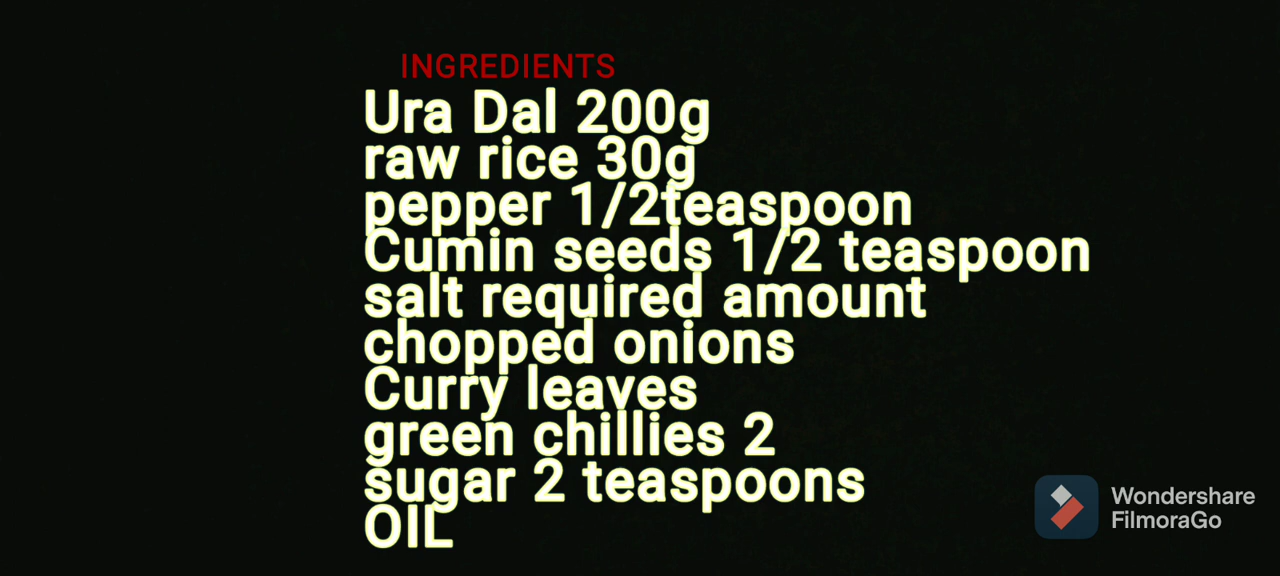 INGREDIENTS
Ura Dal 200g
raw rice 30g
pepper 1/2teaspoon
Cumin seeds 1/2 teaspoon
salt required amount
chopped onions
Curry leaves
green chillies 2
sugar 2 teaspoons
OIL
Wondershare
FilmoraGo